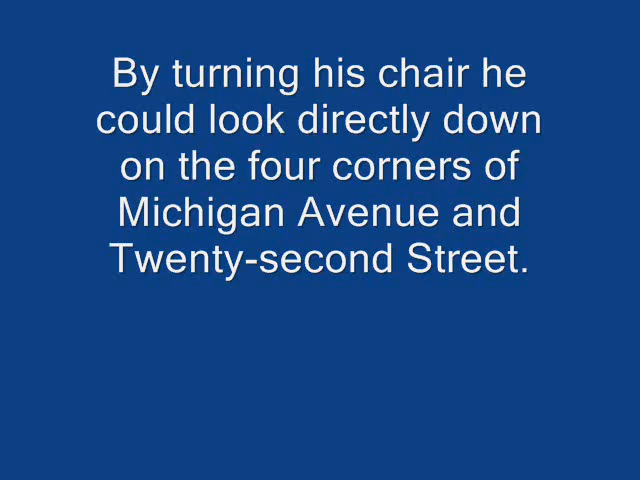 By turning his chair he
could look directly down
on the four corners of
Michigan Avenue and
Twenty-second Street.